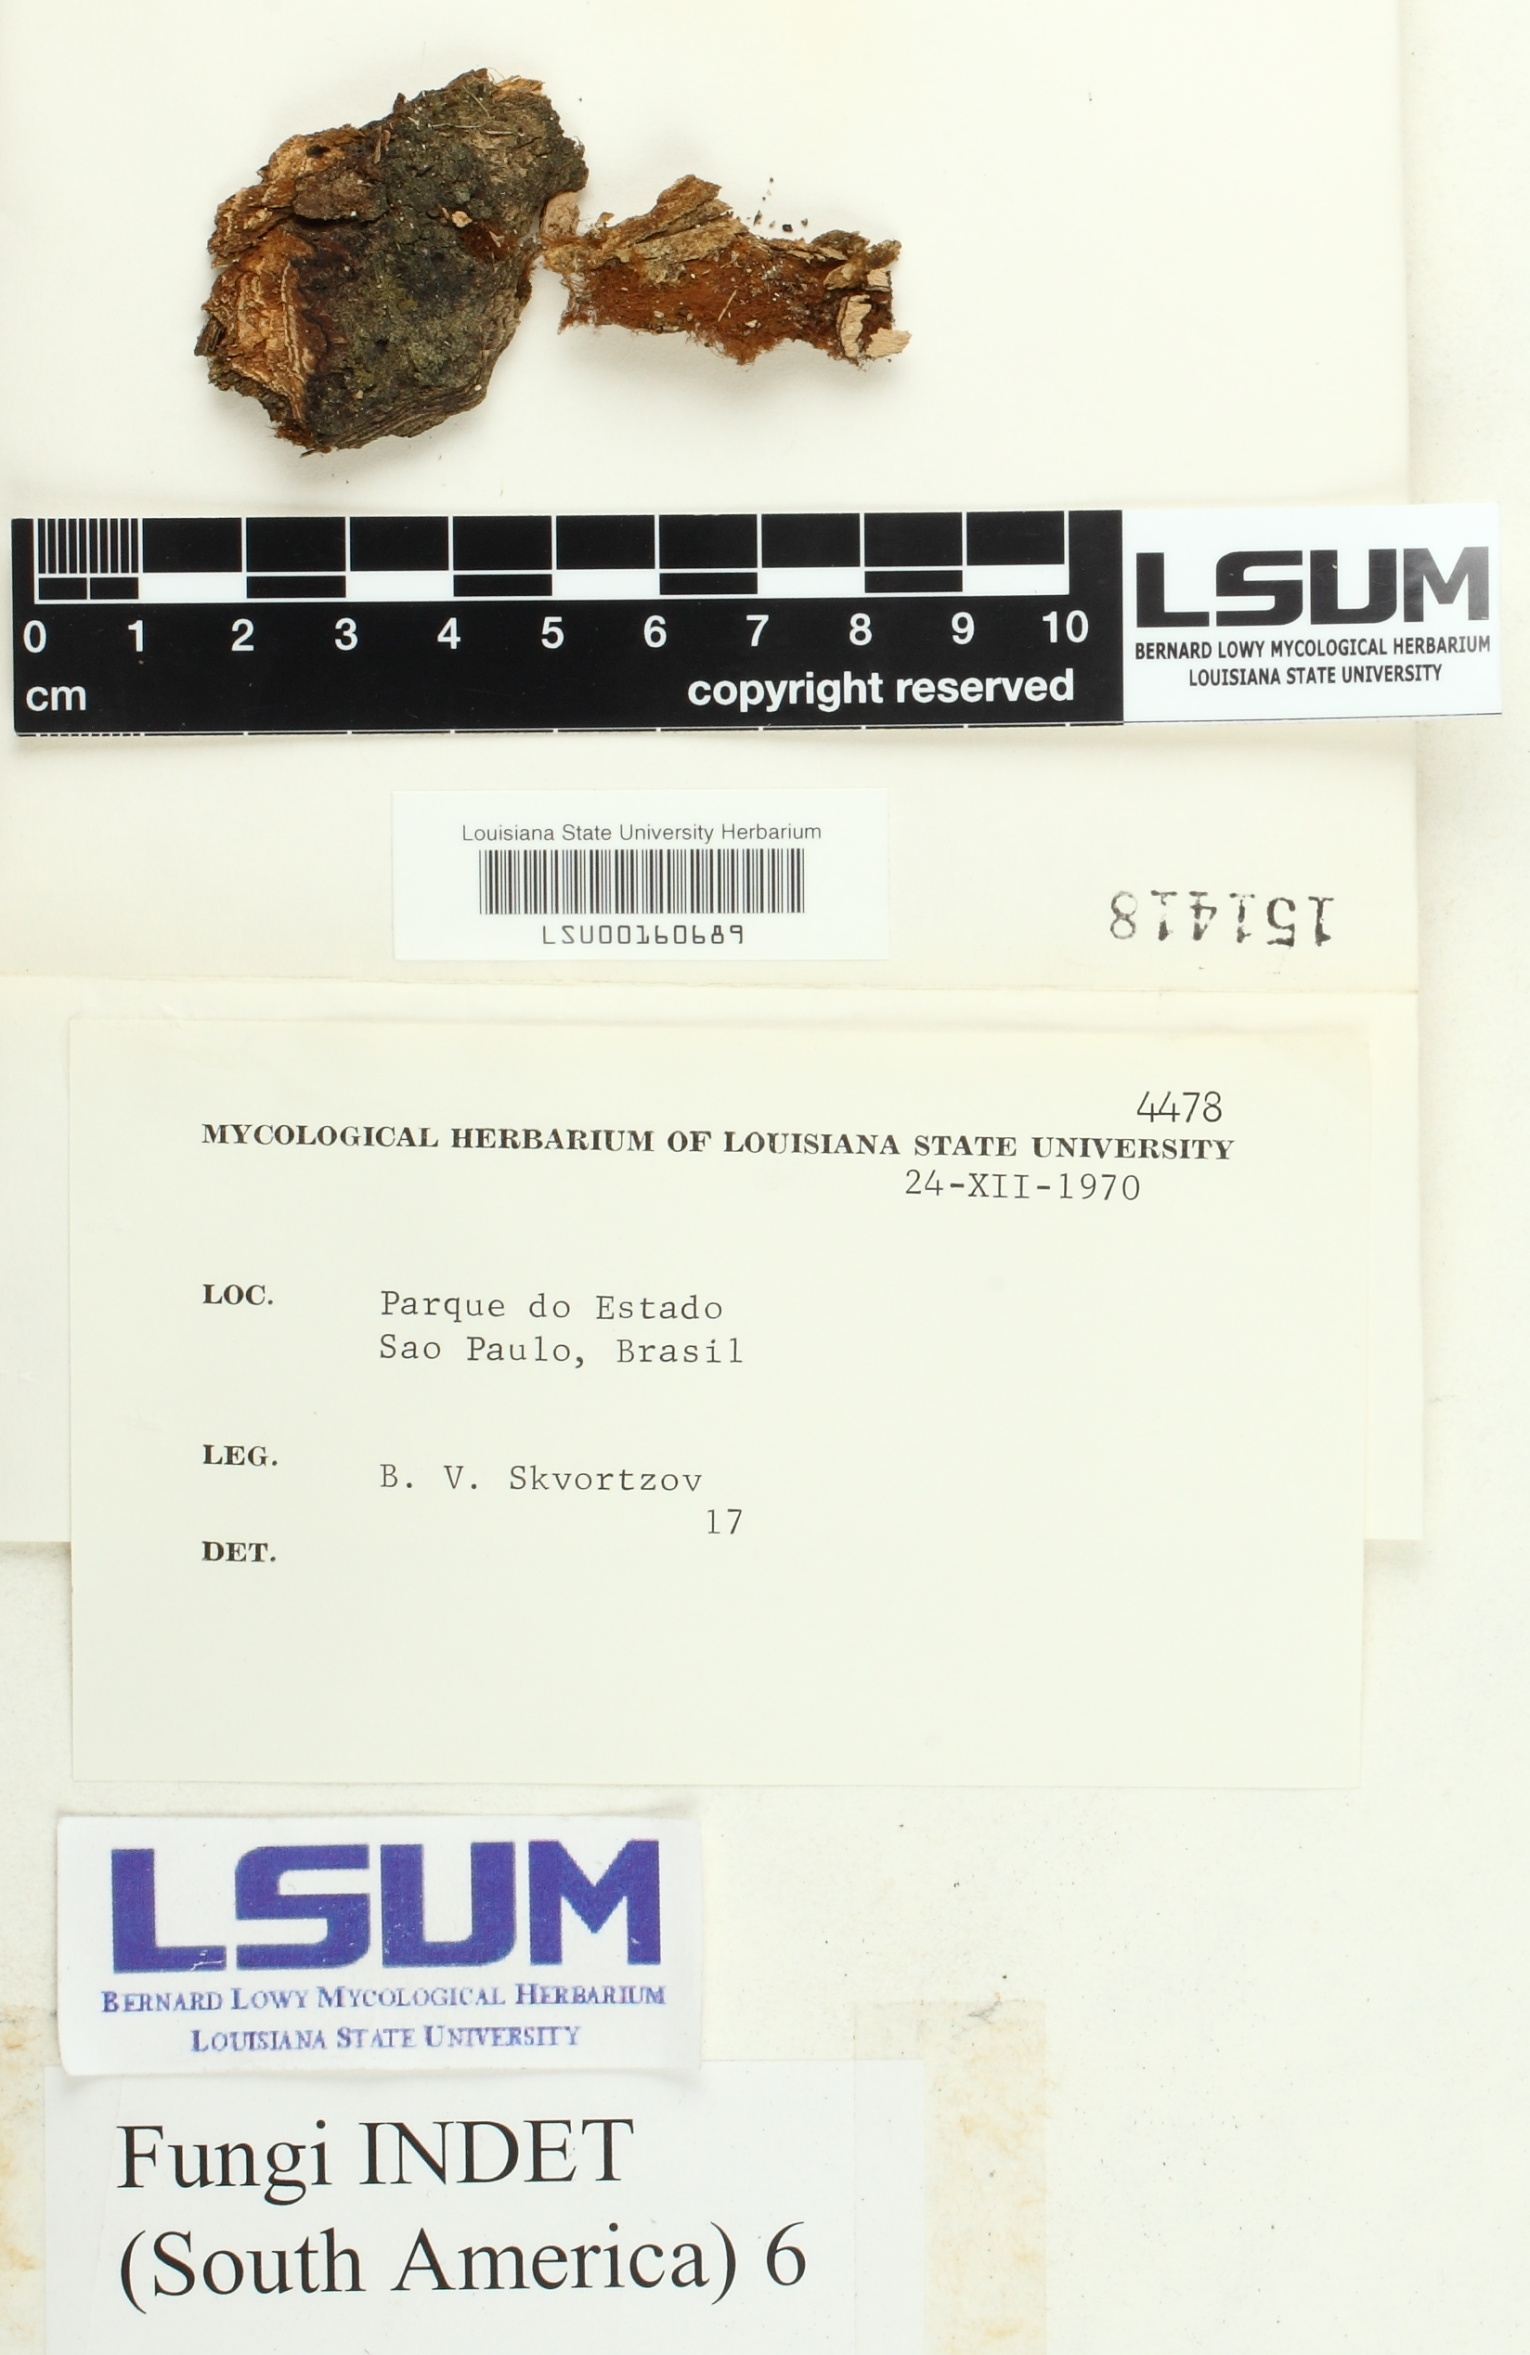 0 1 2 3 4 5 6 7 8 9 10
cm
copyright reserved
LSUM
BERNARD LOWY MYCOLOGICAL HERBARIUM
LOUISIANA STATE UNIVERSITY
Louisiana State University Herbarium
LSU00160689
151418
4478
MYCOLOGICAL HERBARIUM OF LOUISIANA STATE UNIVERSITY
24-XII-1970
LOC. Parque do Estado
Sao Paulo, Brasil
LEG. B. V. Skvortzov
17
DET.
LSUM
BERNARD LOWY MYCOLOGICAL HERBARIUM
LOUISIANA STATE UNIVERSITY
Fungi INDET
(South America) 6